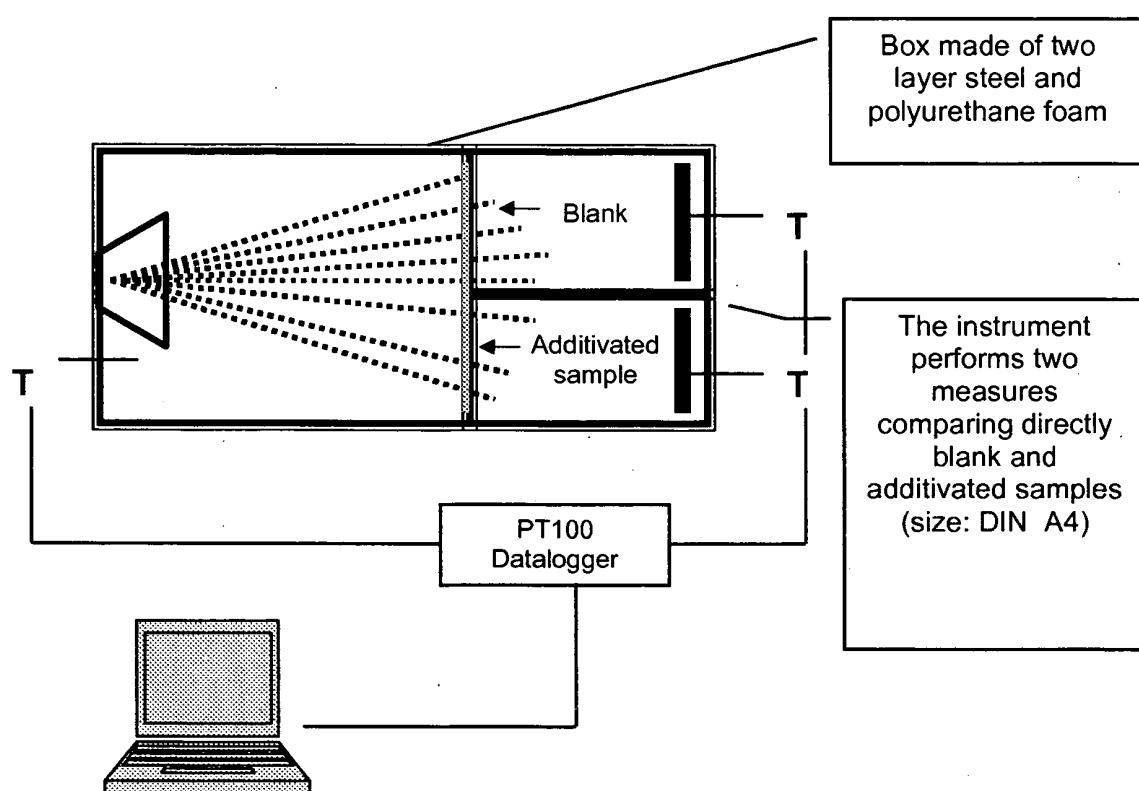 Box made of two
layer steel and
polyurethane foam
Blank
T
Additivated
sample
T
T
The instrument
performs two
measures
comparing directly
blank and
additivated samples
(size: DIN A4)
PT100
Datalogger